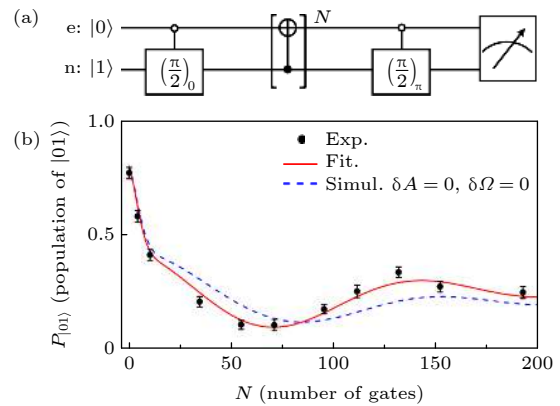 (a)
e: |0⟩
n: |1⟩
(π/2)₀
N
(π/2)π
(b)
P|01⟩ (population of |01⟩)
1.0
0.5
0
Exp.
Fit.
Simul. δA = 0, δΩ = 0
0 50 100 150 200
N (number of gates)